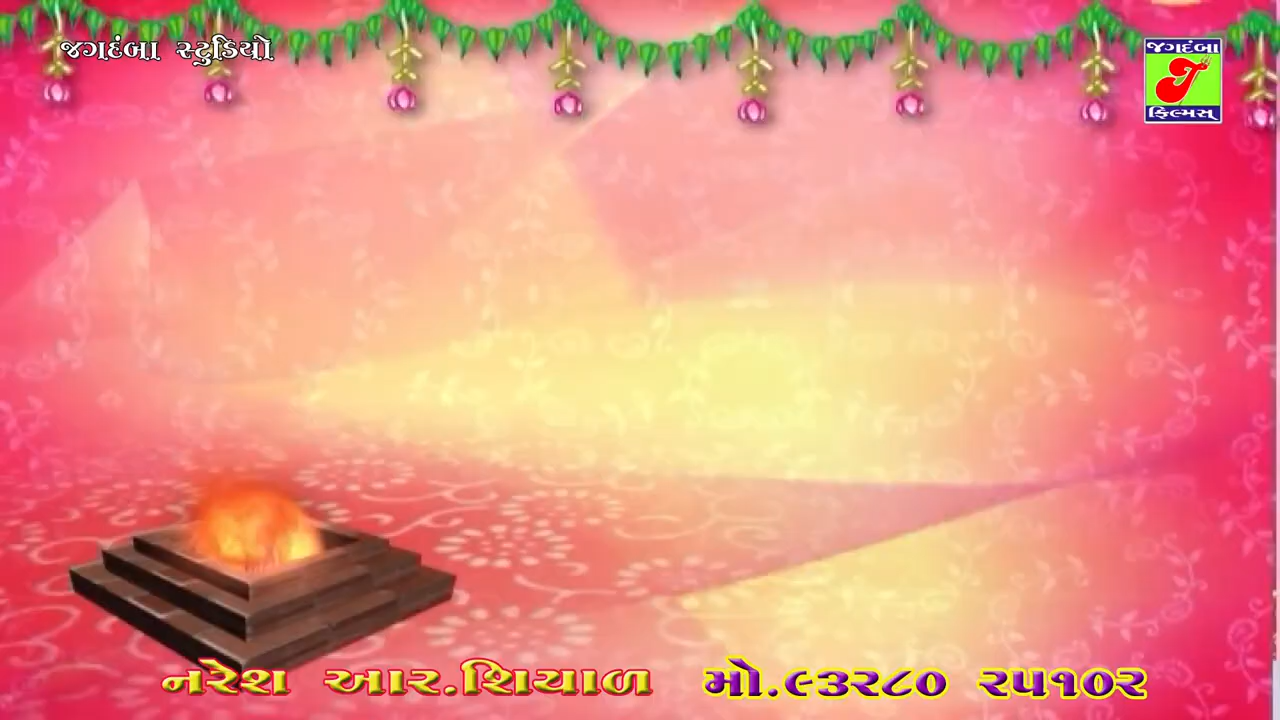 જગદંબા સ્ટુડિયો
જગદંબા
ફિલ્મસ્
નરેશ આર.શિયાળ મો.૯૩૨૮૦ ૨૫૧૦૨